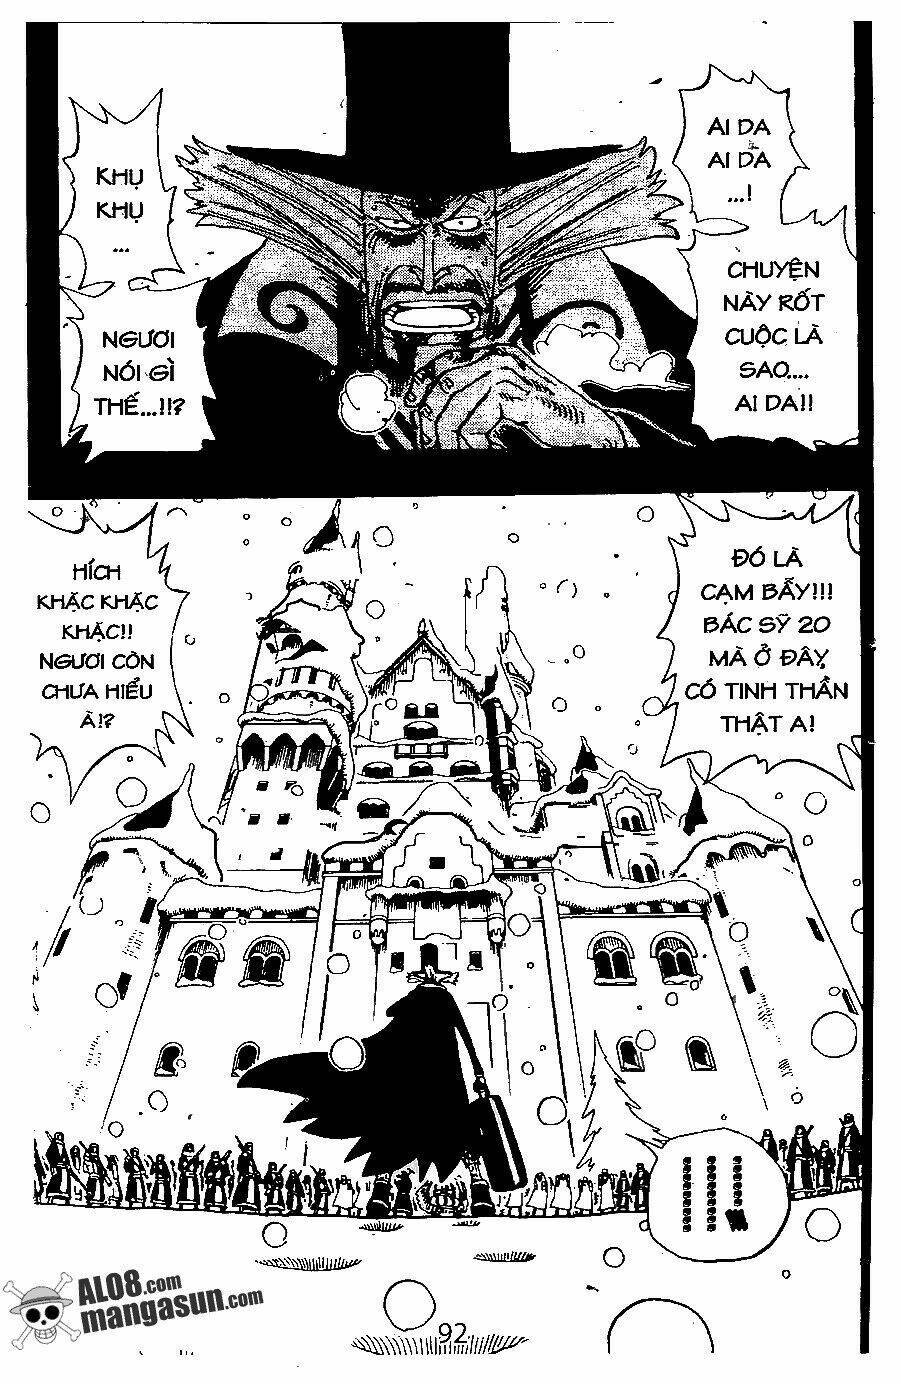 AI DA
AI DA
...!
CHUYỆN
NÀY RỐT
CUỘC LÀ
SAO....
AI DA!!
KHỤ
KHỤ
...
NGƯƠI
NÓI GÌ
THẾ...!!?
ĐÓ LÀ
CẠM BẪY!!!
BÁC SỸ 20
MÀ Ở ĐÂY,
CÓ TINH THẦN
THẬT A!
HÍCH
KHẶC KHẶC
KHẶC!!
NGƯƠI CÒN
CHƯA HIỂU
À!?
ALO8.com
mangasun.com
92